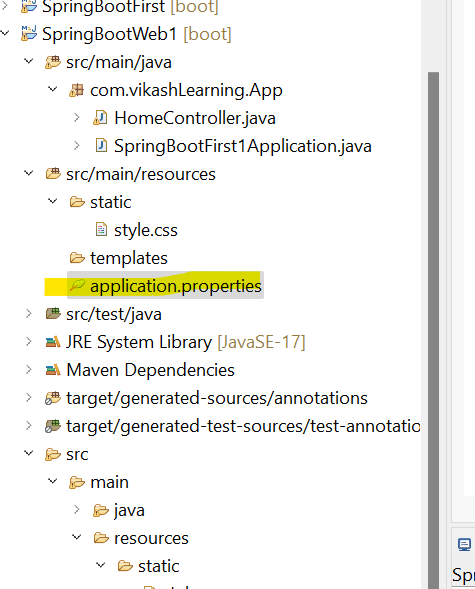 SpringBootFirst [boot]
SpringBootWeb1 [boot]
src/main/java
com.vikashLearning.App
HomeController.java
SpringBootFirst1Application.java
src/main/resources
static
style.css
templates
application.properties
src/test/java
JRE System Library [JavaSE-17]
Maven Dependencies
target/generated-sources/annotations
target/generated-test-sources/test-annotatio
src
main
java
resources
static
Spr